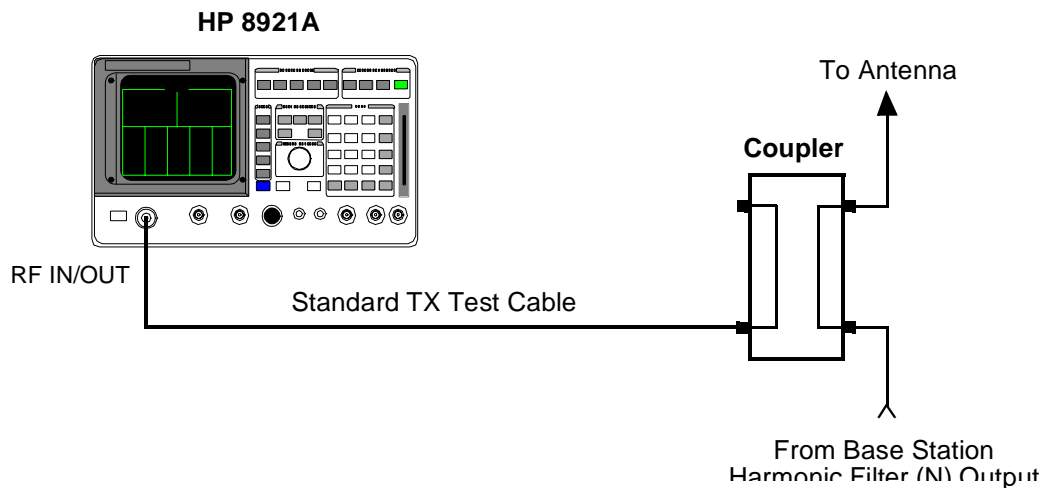 HP 8921A
To Antenna
Coupler
RF IN/OUT
Standard TX Test Cable
From Base Station
Harmonic Filter (N) Output